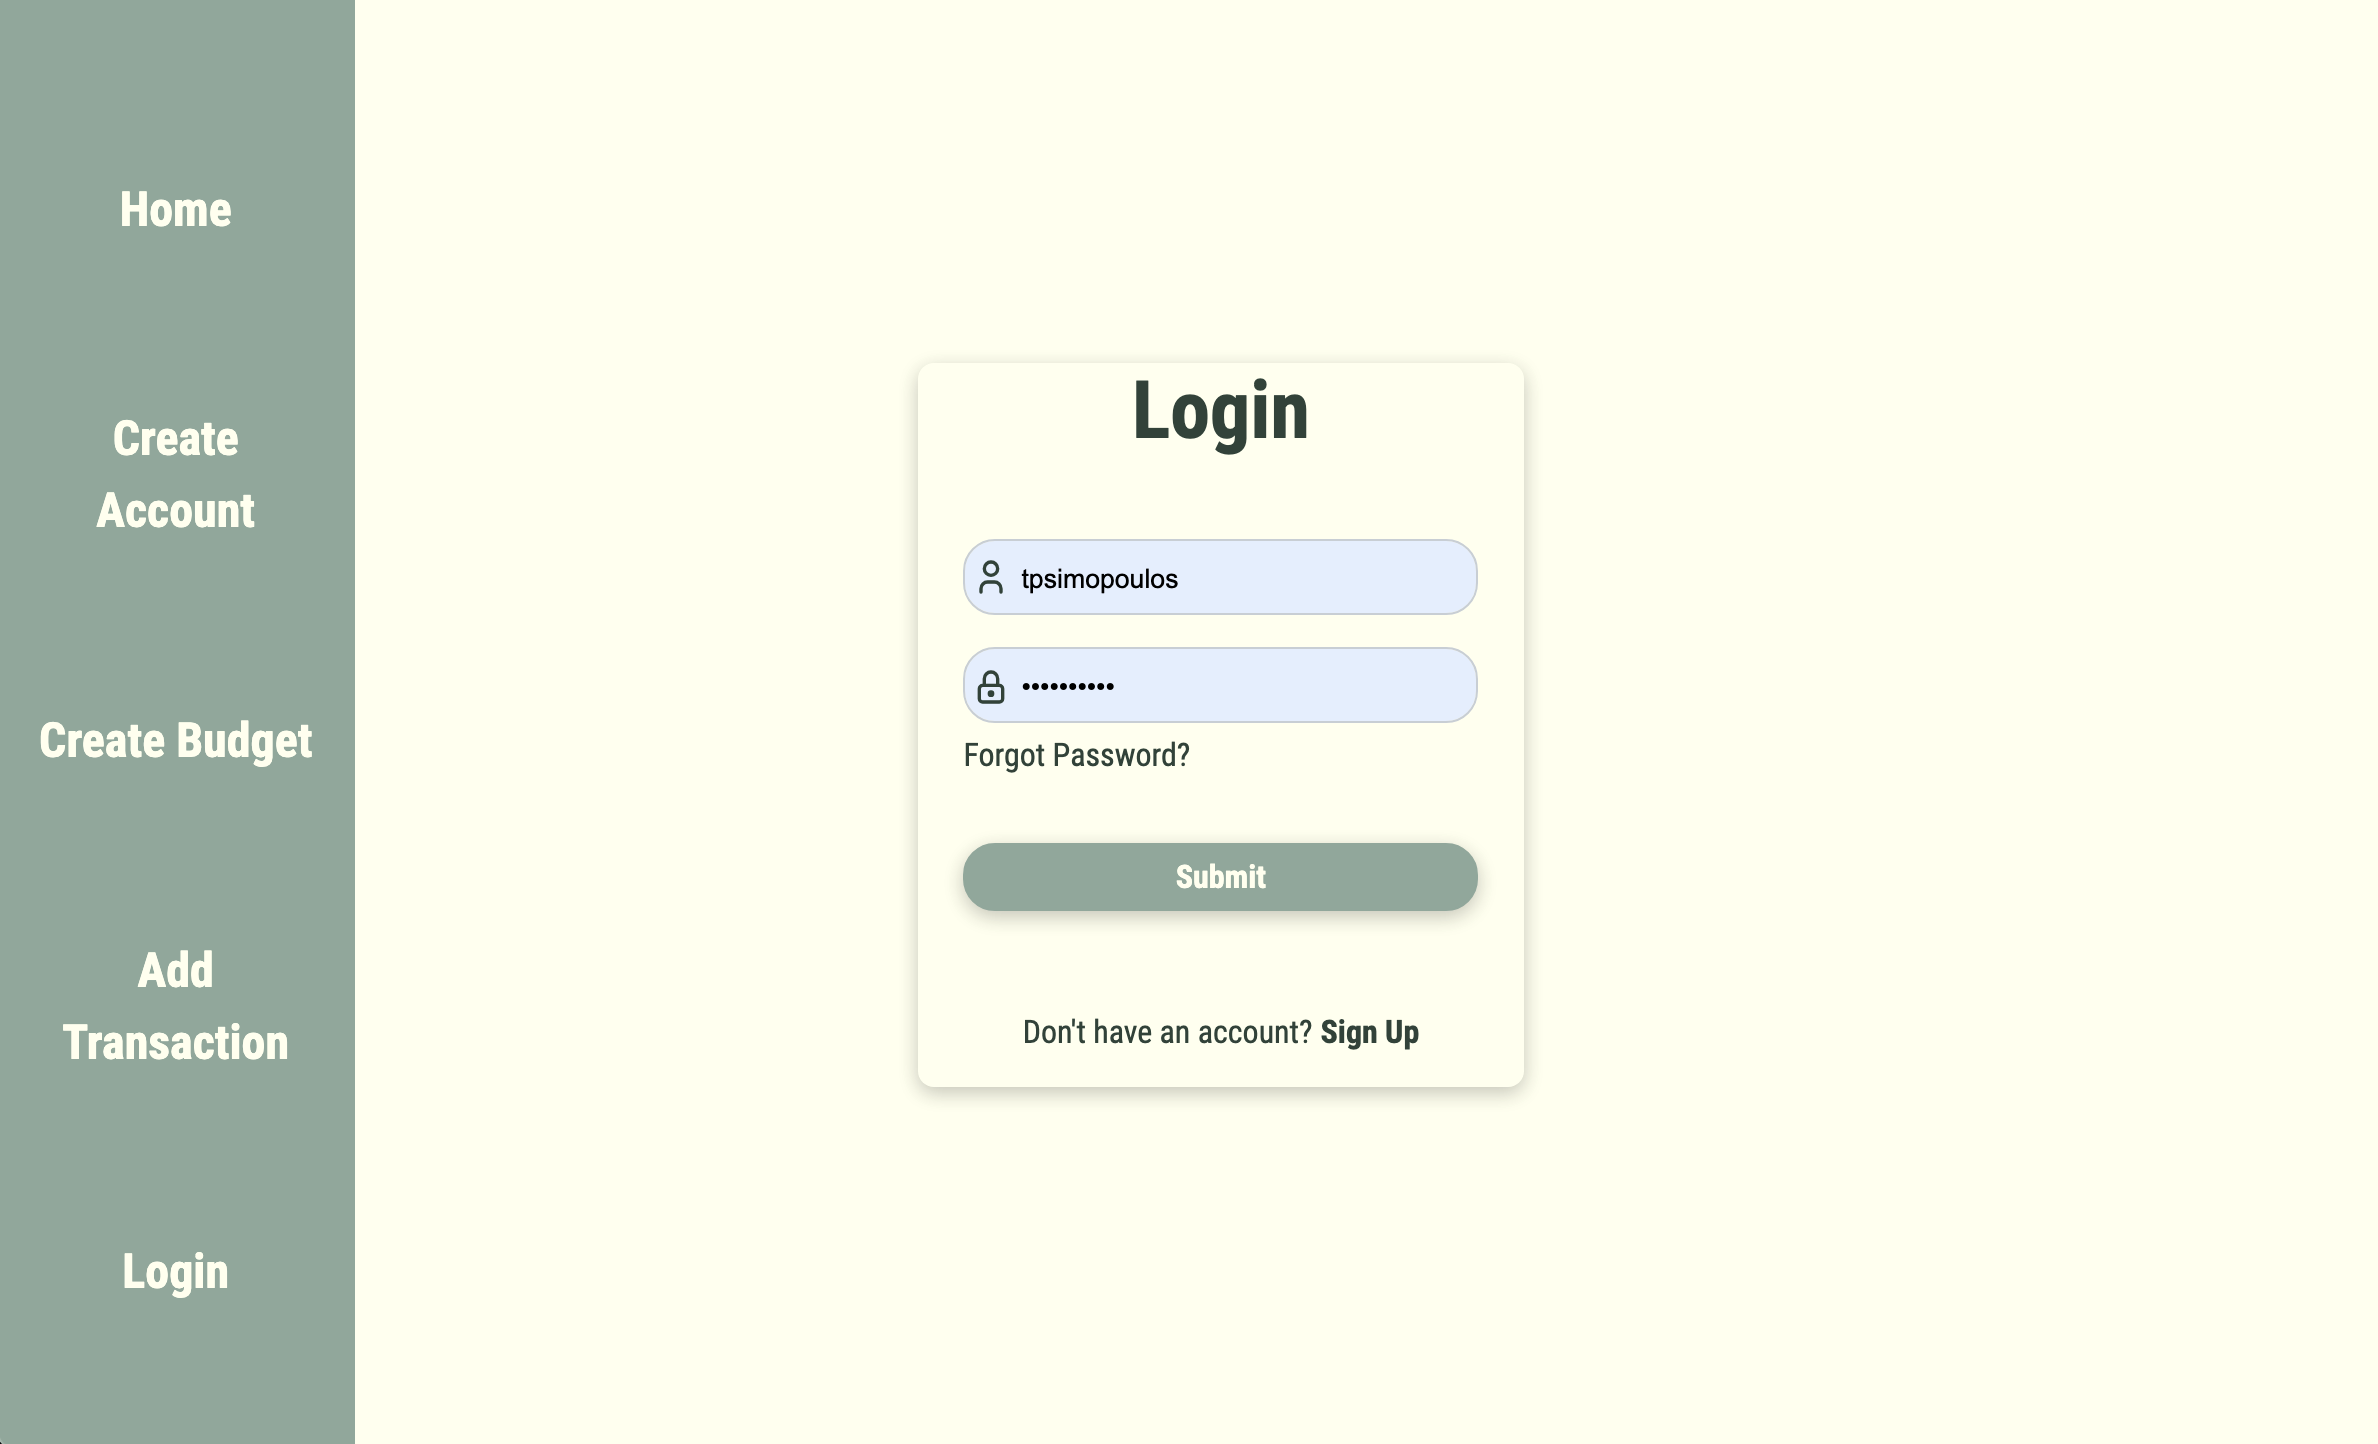 Home
Create
Account
Create Budget
Add
Transaction
Login
Login
tpsimopoulos
••••••••••
Forgot Password?
Submit
Don't have an account? Sign Up